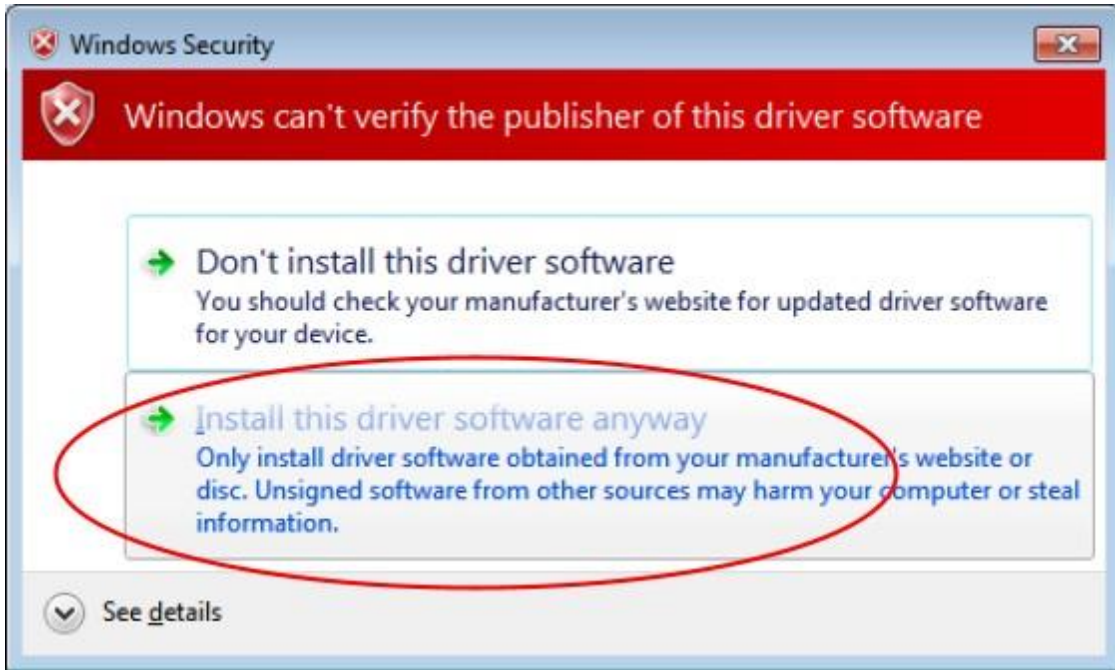 Windows Security
Windows can't verify the publisher of this driver software
Don't install this driver software
You should check your manufacturer's website for updated driver software
for your device.
Install this driver software anyway
Only install driver software obtained from your manufacturer's website or
disc. Unsigned software from other sources may harm your computer or steal
information.
See details